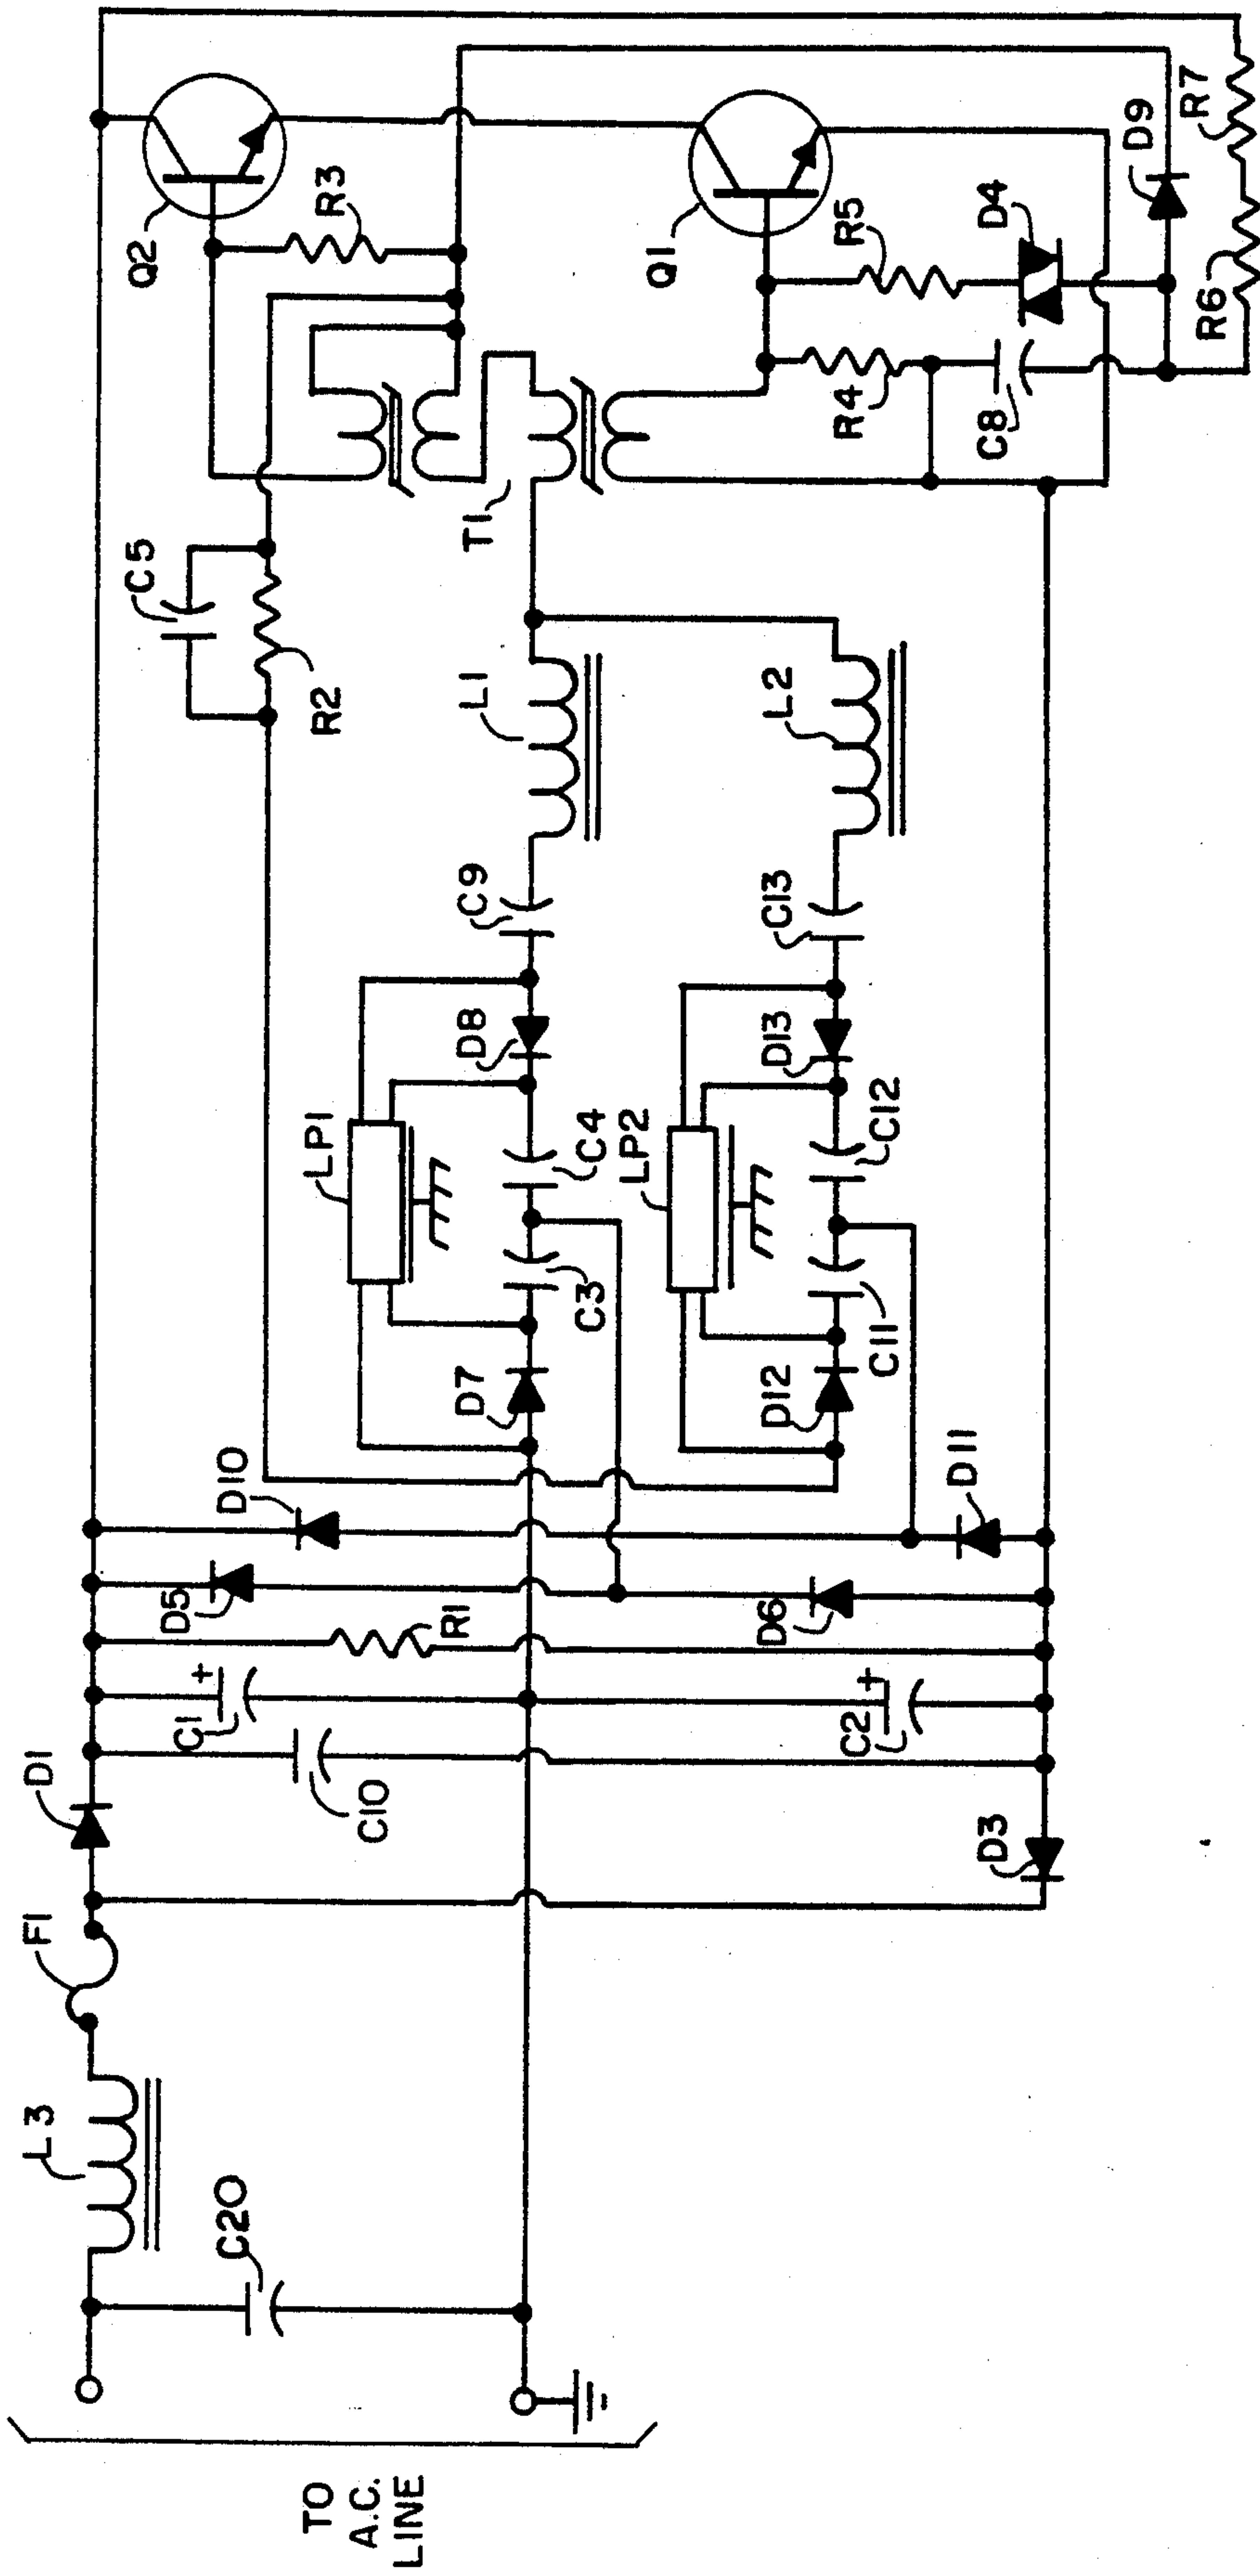 TO
A.C.
LINE
L3
C20
F1
D1
D3
C10
C1
+
C2
+
R1
D5
D6
D10
D11
D7
D12
C3
C11
LP1
LP2
C4
C12
D8
D13
C9
C13
L1
L2
R2
C5
T1
R4
C8
Q2
R3
Q1
R5
D4
D9
R6
R7